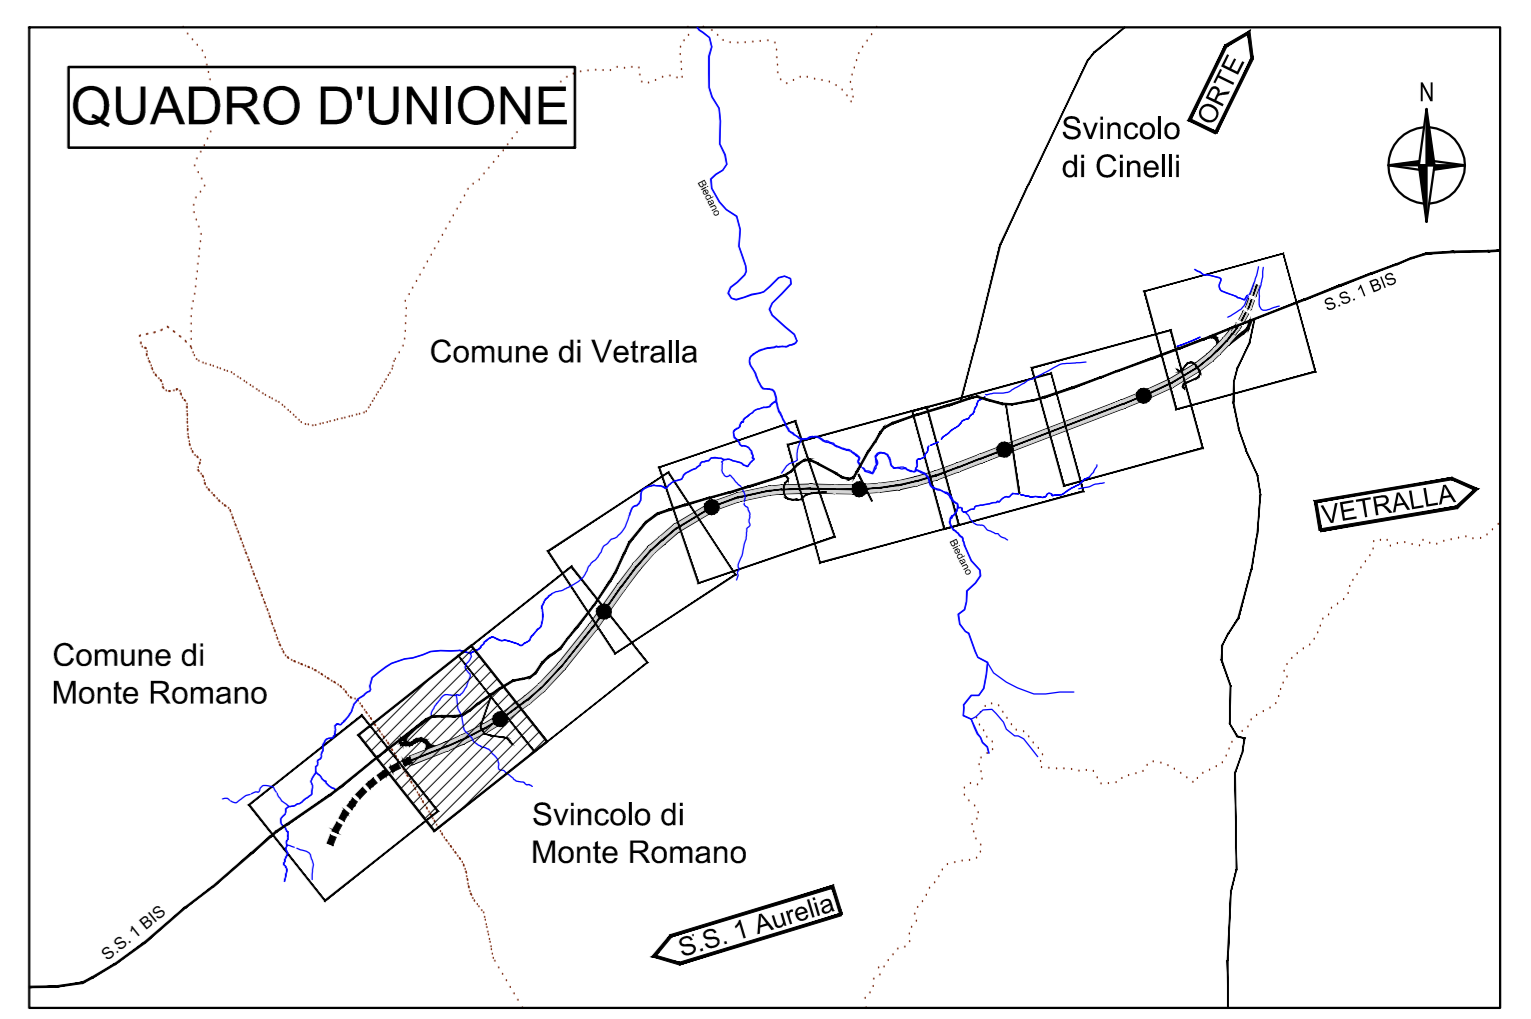 QUADRO D'UNIONE
ORTE
N
Svincolo
di Cinelli
Biedano
S.S. 1 BIS
Comune di Vetralla
VETRALLA
Biedano
Comune di
Monte Romano
Svincolo di
Monte Romano
S.S. 1 Aurelia
S.S. 1 BIS